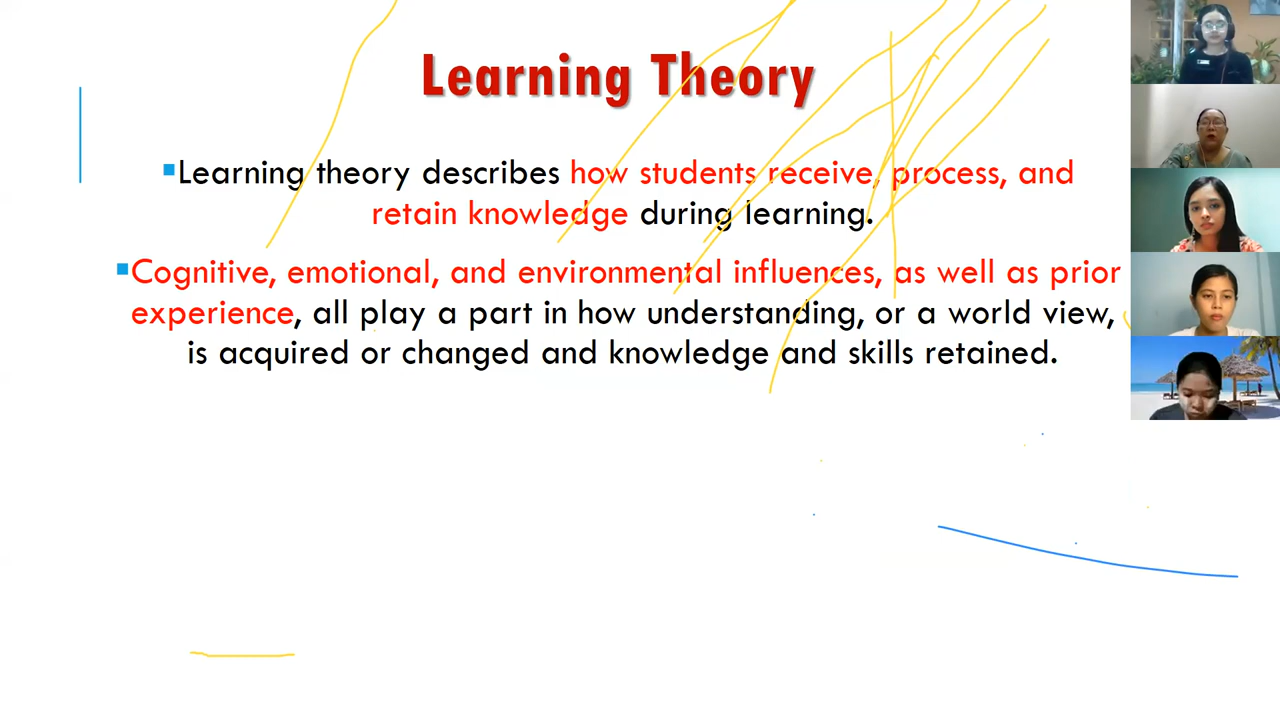 Learning Theory
▪Learning theory describes how students receive, process, and
retain knowledge during learning.
▪Cognitive, emotional, and environmental influences, as well as prior
experience, all play a part in how understanding, or a world view,
is acquired or changed and knowledge and skills retained.